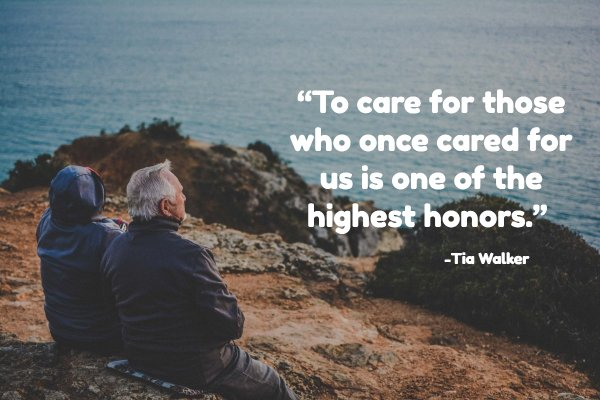 “To care for those
who once cared for
us is one of the
highest honors.”
-Tia Walker